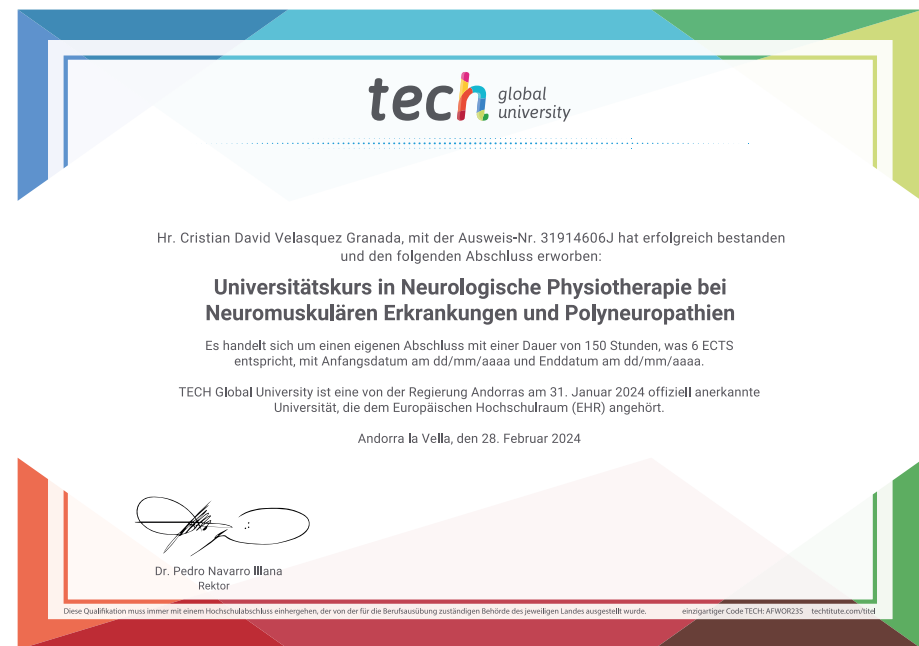 tech global university
Hr. Cristian David Velasquez Granada, mit der Ausweis-Nr. 31914606J hat erfolgreich bestanden
und den folgenden Abschluss erworben:
Universitätskurs in Neurologische Physiotherapie bei
Neuromuskulären Erkrankungen und Polyneuropathien
Es handelt sich um einen eigenen Abschluss mit einer Dauer von 150 Stunden, was 6 ECTS
entspricht, mit Anfangsdatum am dd/mm/aaaa und Enddatum am dd/mm/aaaa.
TECH Global University ist eine von der Regierung Andorras am 31. Januar 2024 offiziell anerkannte
Universität, die dem Europäischen Hochschulraum (EHR) angehört.
Andorra la Vella, den 28. Februar 2024
Dr. Pedro Navarro Illana
Rektor
Diese Qualifikation muss immer mit einem Hochschulabschluss einhergehen, der von der für die Berufsausübung zuständigen Behörde des jeweiligen Landes ausgestellt wurde. einzigartiger Code TECH: AFWOR235 techtitute.com/titel